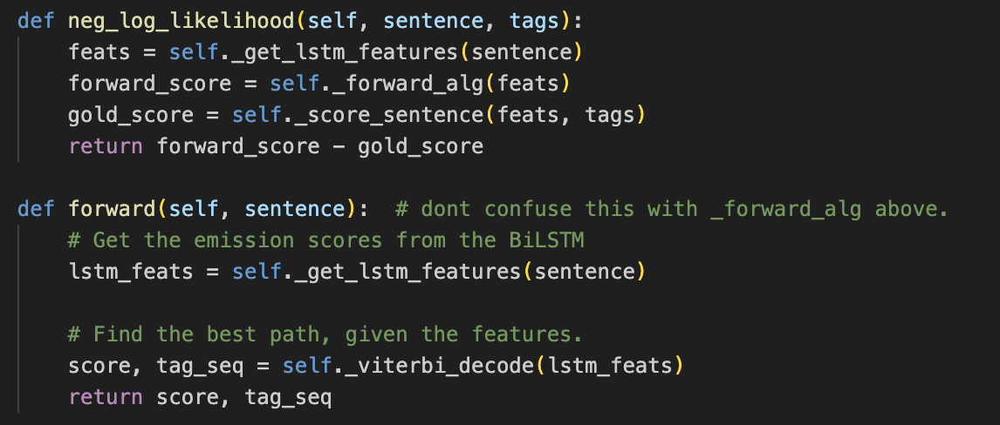 def neg_log_likelihood(self, sentence, tags):
    feats = self._get_lstm_features(sentence)
    forward_score = self._forward_alg(feats)
    gold_score = self._score_sentence(feats, tags)
    return forward_score - gold_score

def forward(self, sentence):  # dont confuse this with _forward_alg above.
    # Get the emission scores from the BiLSTM
    lstm_feats = self._get_lstm_features(sentence)

    # Find the best path, given the features.
    score, tag_seq = self._viterbi_decode(lstm_feats)
    return score, tag_seq